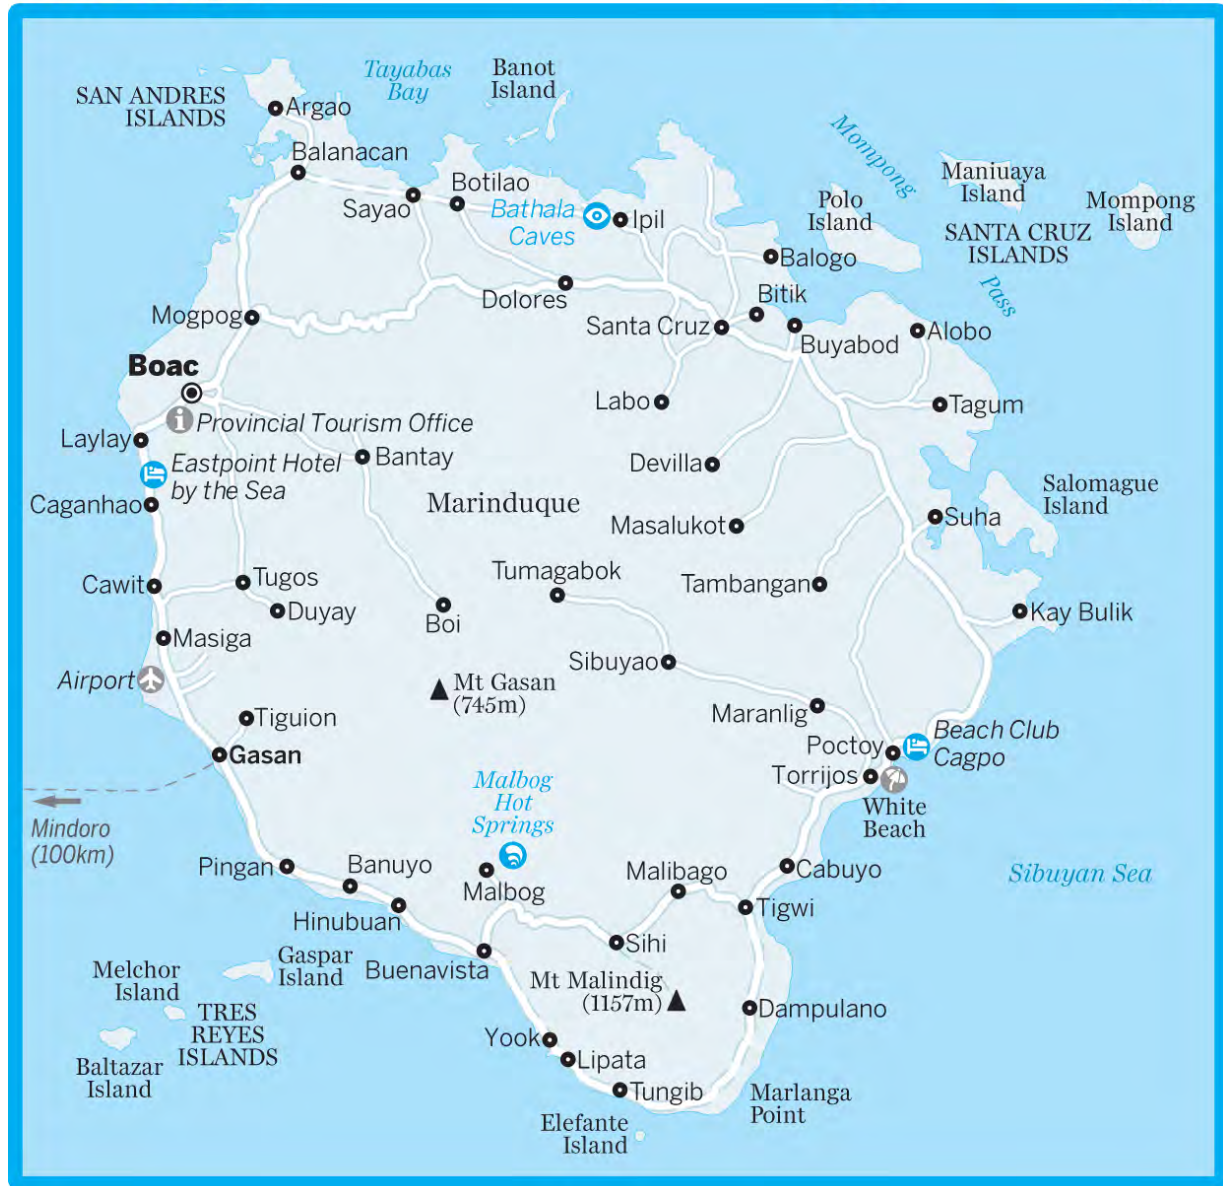 Tayabas
Bay
Banot
Island
SAN ANDRES
ISLANDS
Argao
Mompong
Pass
Balanacan
Maniuaya
Island
Botilao
Sayao
Bathala
Caves
Ipil
Polo
Island
Mompong
Island
SANTA CRUZ
ISLANDS
Balogo
Dolores
Bitik
Mogpog
Santa Cruz
Buyabod
Alobo
Boac
Labo
Tagum
Provincial Tourism Office
Laylay
Bantay
Devilla
Eastpoint Hotel
by the Sea
Salomague
Island
Caganhao
Marinduque
Masalukot
Suha
Cawit
Tugos
Tumagabok
Tambangan
Duyay
Boi
Kay Bulik
Masiga
Sibuyao
Airport
Mt Gasan
(745m)
Maranlig
Tiguion
Gasan
Poctoy
Beach Club
Cagpo
Torrijos
White
Beach
Malbog
Hot
Springs
Mindoro
(100km)
Pingan
Banuyo
Malbog
Malibago
Cabuyo
Sibuyan Sea
Hinubuan
Tigwi
Sihi
Buenavista
Gaspar
Island
Melchor
Island
Mt Malindig
(1157m)
TRES
REYES
ISLANDS
Dampulano
Yook
Lipata
Baltazar
Island
Tungib
Marlanga
Point
Elefante
Island